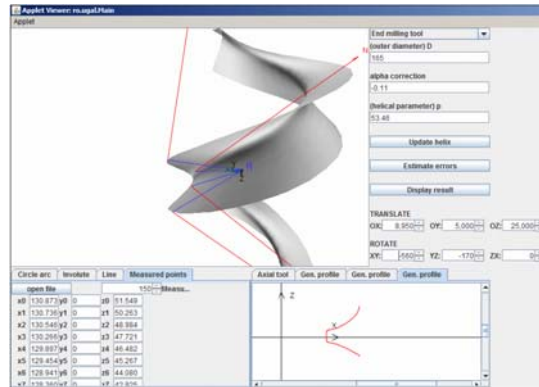 Applet Viewer: ro.ugal.Main
Applet
End milling tool
(outer diameter) D
165
alpha correction
-0.11
(helical parameter) p
53.46
Update helix
Estimate errors
Display result
TRANSLATE
OX: 8,950 OY: 5,000 OZ: 25,000
ROTATE
XY: -560 YZ: -170 ZX: 0
Circle arc Involute Line Measured points
open file 150 Measu...
x0 130.873 y0 0 z0 51.549
x1 130.736 y1 0 z1 50.263
x2 130.546 y2 0 z2 48.984
x3 130.266 y3 0 z3 47.721
x4 129.897 y4 0 z4 46.482
x5 129.454 y5 0 z5 45.267
x6 128.941 y6 0 z6 44.080
Axial tool Gen. profile Gen. profile Gen. profile
z
x